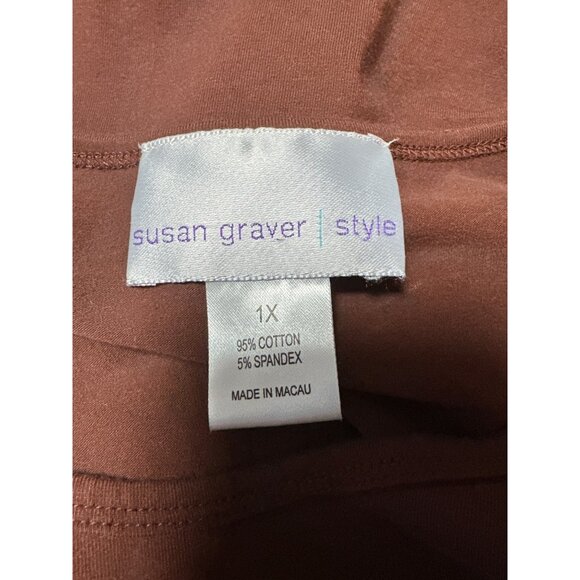 susan graver | style
1X
95% COTTON
5% SPANDEX
MADE IN MACAU